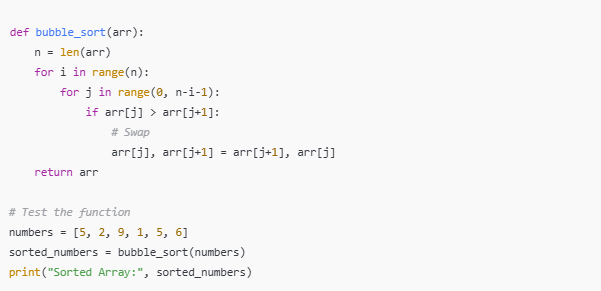 def bubble_sort(arr):
    n = len(arr)
    for i in range(n):
        for j in range(0, n-i-1):
            if arr[j] > arr[j+1]:
                # Swap
                arr[j], arr[j+1] = arr[j+1], arr[j]
    return arr

# Test the function
numbers = [5, 2, 9, 1, 5, 6]
sorted_numbers = bubble_sort(numbers)
print("Sorted Array:", sorted_numbers)